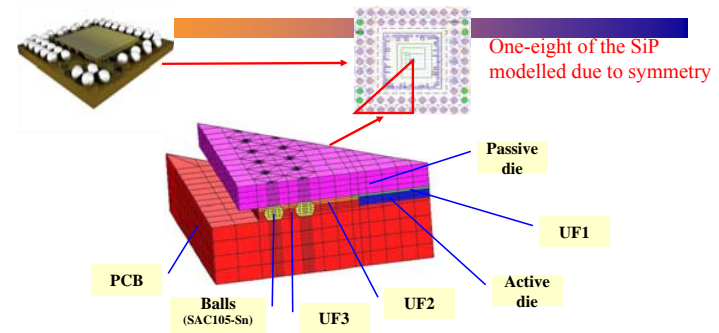 One-eight of the SiP
modelled due to symmetry
Passive
die
UF1
PCB
Active
die
Balls
(SAC105-Sn)
UF3
UF2